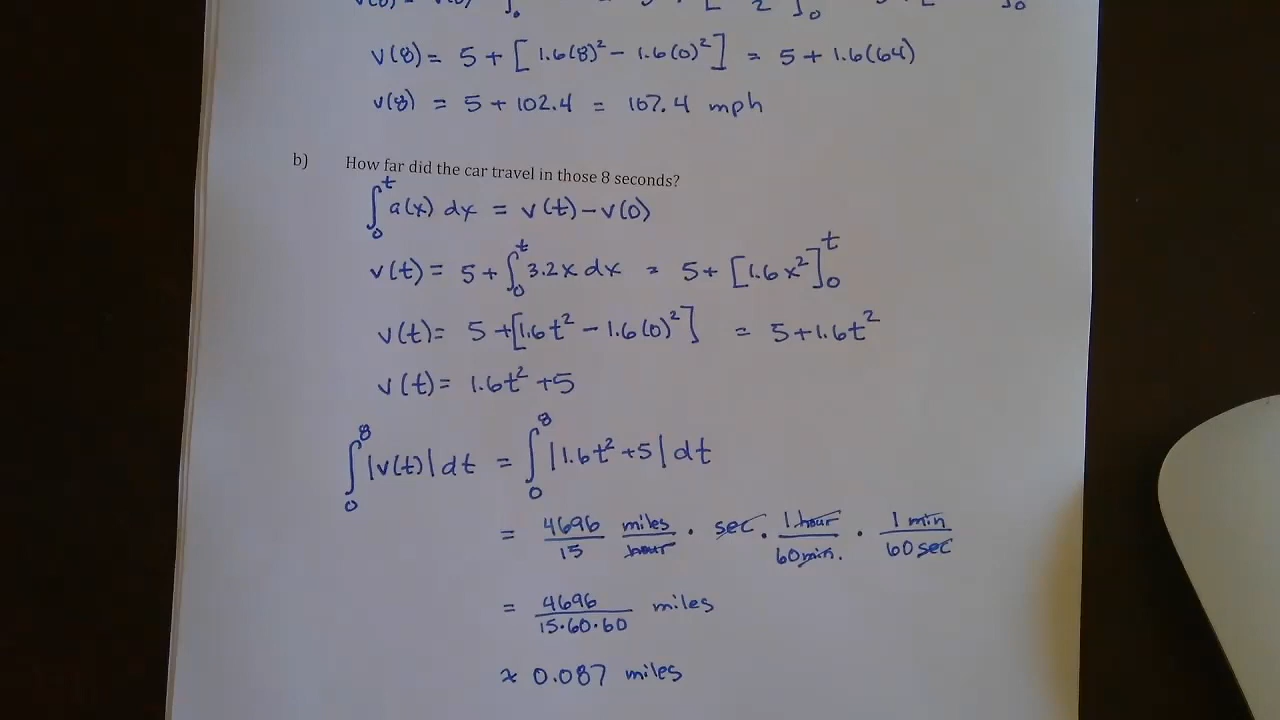 v(8) = 5 + [1.6(8)² − 1.6(0)²] = 5 + 1.6(64)
v(8) = 5 + 102.4 = 107.4 mph
b) How far did the car travel in those 8 seconds?
∫₀ᵗ a(x) dx = v(t) − v(0)
v(t) = 5 + ∫₀ᵗ 3.2x dx = 5 + [1.6x²]₀ᵗ
v(t) = 5 + [1.6t² − 1.6(0)²] = 5 + 1.6t²
v(t) = 1.6t² + 5
∫₀⁸ |v(t)| dt = ∫₀⁸ |1.6t² + 5| dt
= 4696/15 miles/hour · sec · 1 hour/60 min. · 1 min/60 sec
= 4696/15·60·60 miles
≈ 0.087 miles